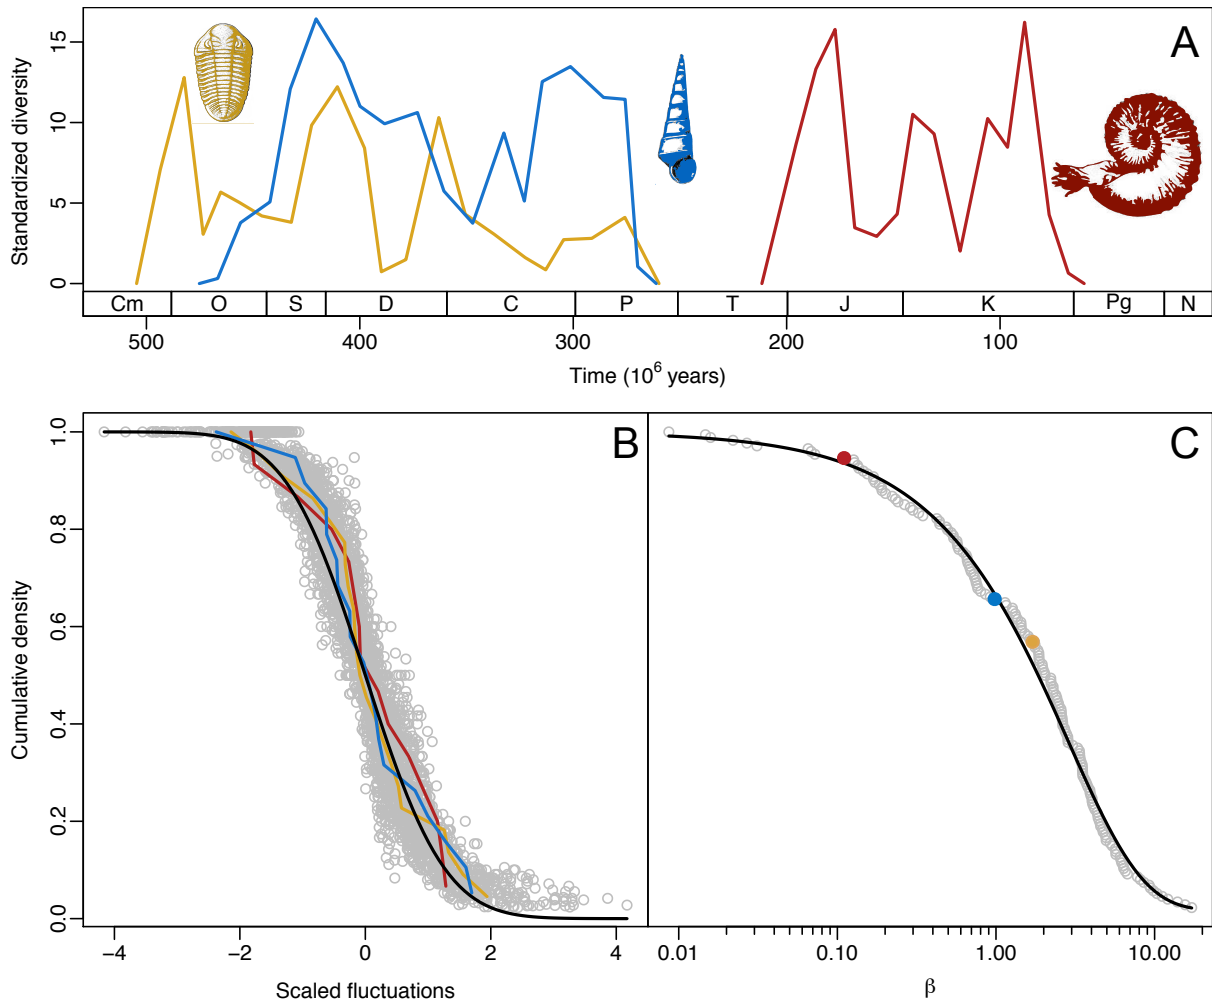 A
Standardized diversity
15
10
5
0
Cm O S D C P T J K Pg N
500 400 300 200 100
Time (10⁶ years)
B
C
Cumulative density
1.0
0.8
0.6
0.4
0.2
0.0
−4 −2 0 2 4
Scaled fluctuations
0.01 0.10 1.00 10.00
β